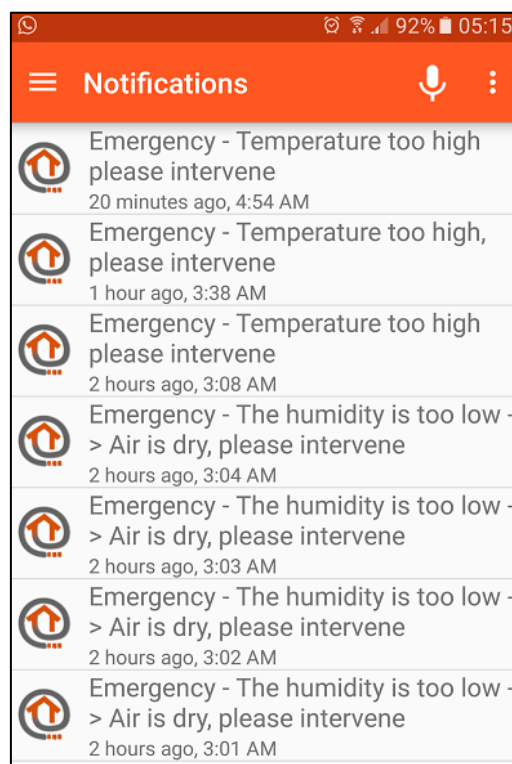 92% 05:15
Notifications
Emergency - Temperature too high
please intervene
20 minutes ago, 4:54 AM
Emergency - Temperature too high,
please intervene
1 hour ago, 3:38 AM
Emergency - Temperature too high
please intervene
2 hours ago, 3:08 AM
Emergency - The humidity is too low -
> Air is dry, please intervene
2 hours ago, 3:04 AM
Emergency - The humidity is too low -
> Air is dry, please intervene
2 hours ago, 3:03 AM
Emergency - The humidity is too low -
> Air is dry, please intervene
2 hours ago, 3:02 AM
Emergency - The humidity is too low -
> Air is dry, please intervene
2 hours ago, 3:01 AM